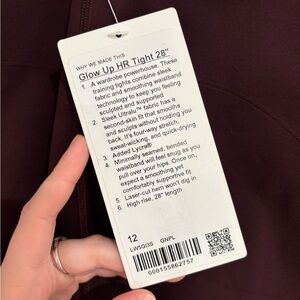 WHY WE MADE THIS
Glow Up HR Tight 28"
1. A wardrobe powerhouse. These
training tights combine sleek
fabric and smoothing waistband
technology to keep you feeling
sculpted and supported
2. Sleek Ultralu™ fabric has a
second-skin fit that smooths
and sculpts without holding you
back. It's four-way stretch,
sweat-wicking, and quick-drying
3. Added Lycra®
4. Minimally seamed, bonded
waistband will feel snug as you
pull over your hips. Once on,
expect a smoothing yet
comfortably supportive fit
5. Laser-cut hem won't dig in
6. High rise, 28" length
12
LW5GI3S GNPL
000155862757